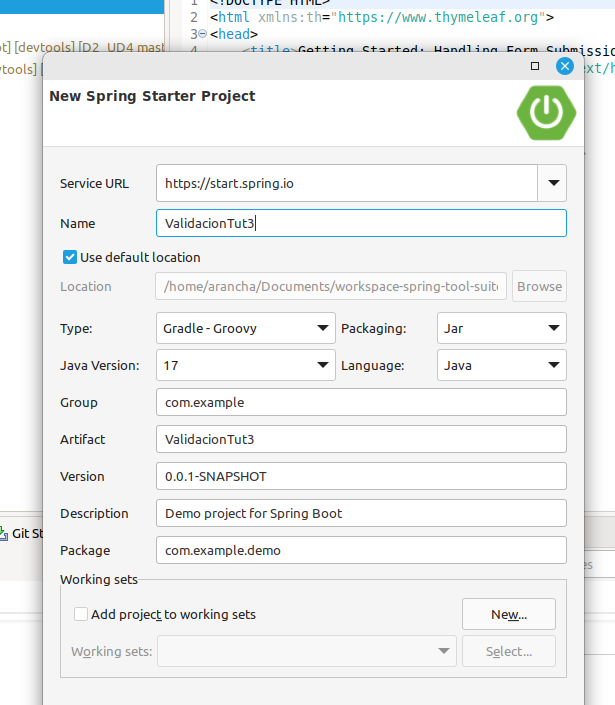 1 <!DOCTYPE HTML>
2 <html xmlns:th="https://www.thymeleaf.org">
3 <head>
ot] [devtools] [D2_UD4 mast
4 <title>Getting Started: Handling Form Submissio
vtools] [
ext/h
New Spring Starter Project
Service URL https://start.spring.io
Name ValidacionTut3
Use default location
Location /home/arancha/Documents/workspace-spring-tool-suite Browse
Type: Gradle - Groovy Packaging: Jar
Java Version: 17 Language: Java
Group com.example
Artifact ValidacionTut3
Version 0.0.1-SNAPSHOT
Description Demo project for Spring Boot
Git St
Package com.example.demo
es
Working sets
Add project to working sets New...
Working sets: Select...